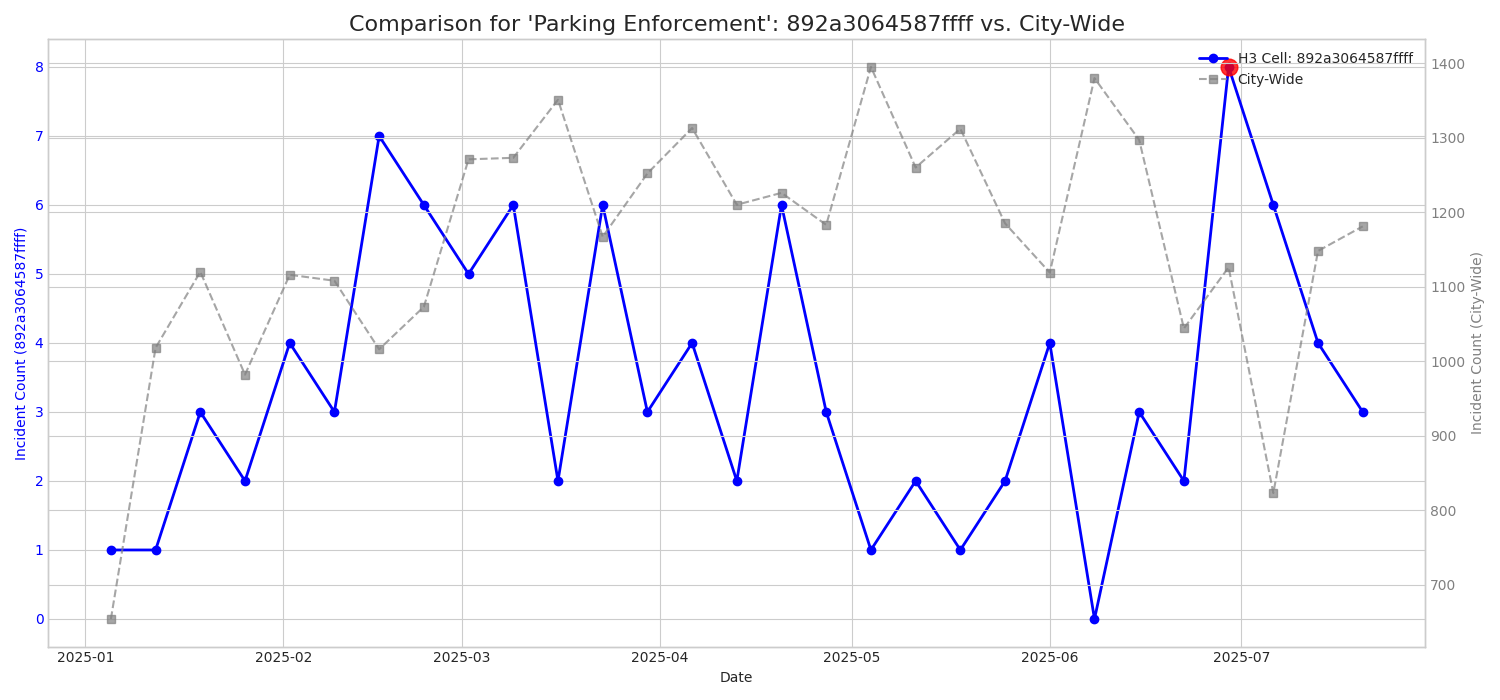 Comparison for 'Parking Enforcement': 892a3064587ffff vs. City-Wide
H3 Cell: 892a3064587ffff
City-Wide
Incident Count (892a3064587ffff)
8
7
6
5
4
3
2
1
0
1400
1300
1200
1100
1000
900
800
700
Incident Count (City-Wide)
2025-01 2025-02 2025-03 2025-04 2025-05 2025-06 2025-07
Date